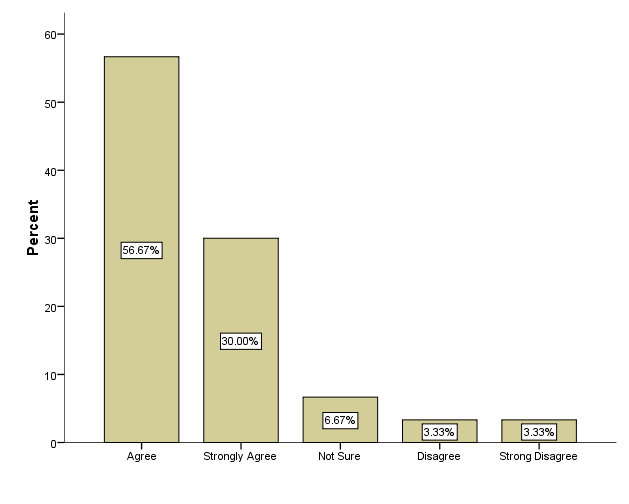 Percent
60
50
40
30
20
10
0
56.67%
30.00%
6.67%
3.33%
3.33%
Agree
Strongly Agree
Not Sure
Disagree
Strong Disagree